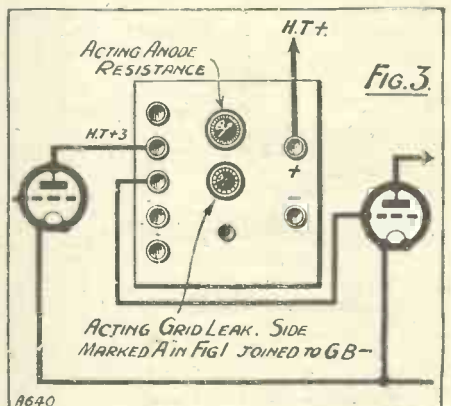 ACTING ANODE
RESISTANCE
H.T+.
FIG.3.
H.T+3
+
-
ACTING GRID LEAK. SIDE
MARKED A IN FIG1 JOINED TO GB-
A640